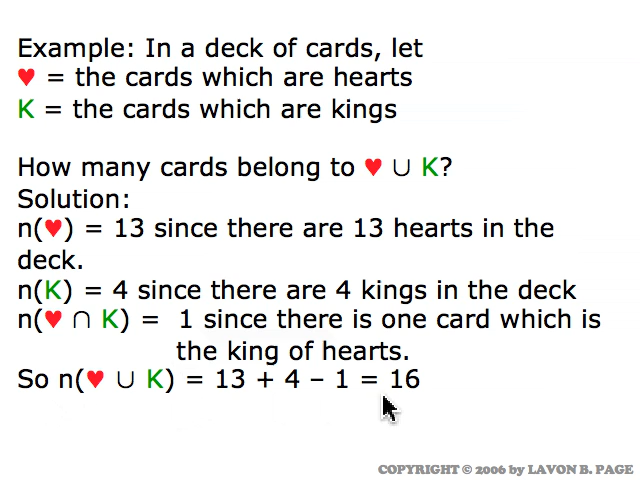 Example: In a deck of cards, let
♥ = the cards which are hearts
K = the cards which are kings
How many cards belong to ♥ ∪ K?
Solution:
n(♥) = 13 since there are 13 hearts in the
deck.
n(K) = 4 since there are 4 kings in the deck
n(♥ ∩ K) = 1 since there is one card which is
the king of hearts.
So n(♥ ∪ K) = 13 + 4 – 1 = 16
COPYRIGHT © 2006 by LAVON B. PAGE